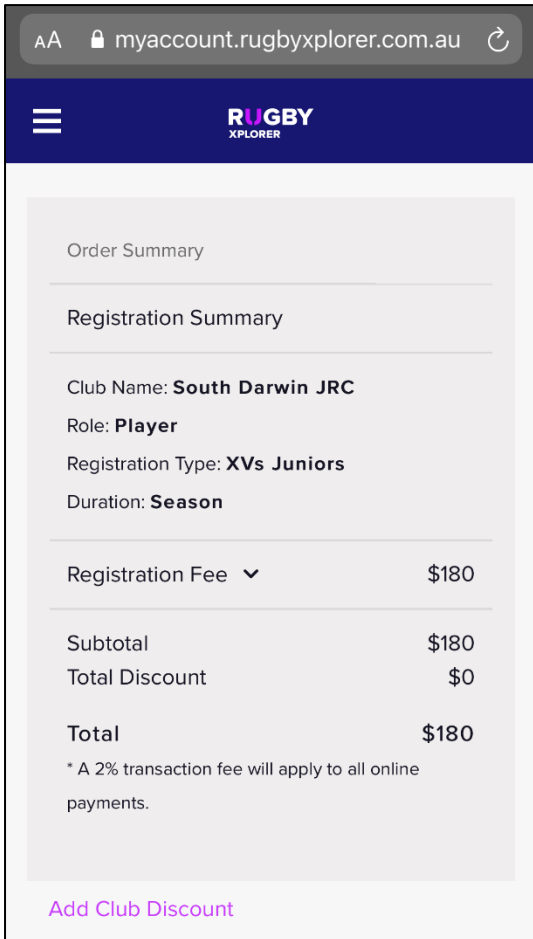 AA myaccount.rugbyxplorer.com.au
RUGBY
XPLORER
Order Summary
Registration Summary
Club Name: South Darwin JRC
Role: Player
Registration Type: XVs Juniors
Duration: Season
Registration Fee $180
Subtotal $180
Total Discount $0
Total $180
* A 2% transaction fee will apply to all online
payments.
Add Club Discount